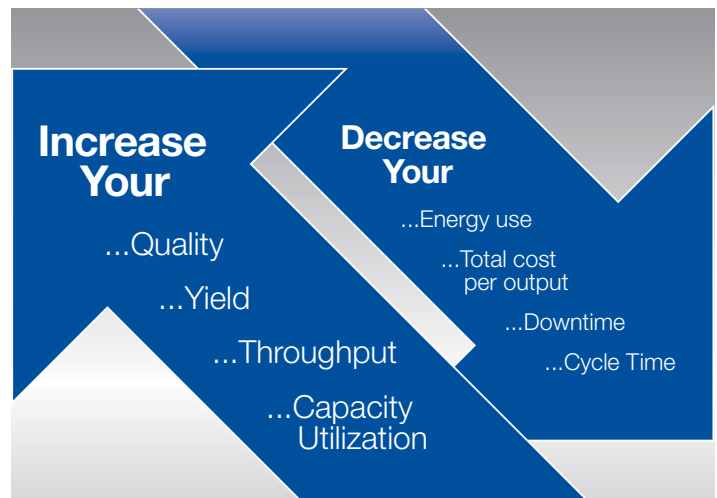 Increase
Your
...Quality
...Yield
...Throughput
...Capacity
Utilization
Decrease
Your
...Energy use
...Total cost
per output
...Downtime
...Cycle Time